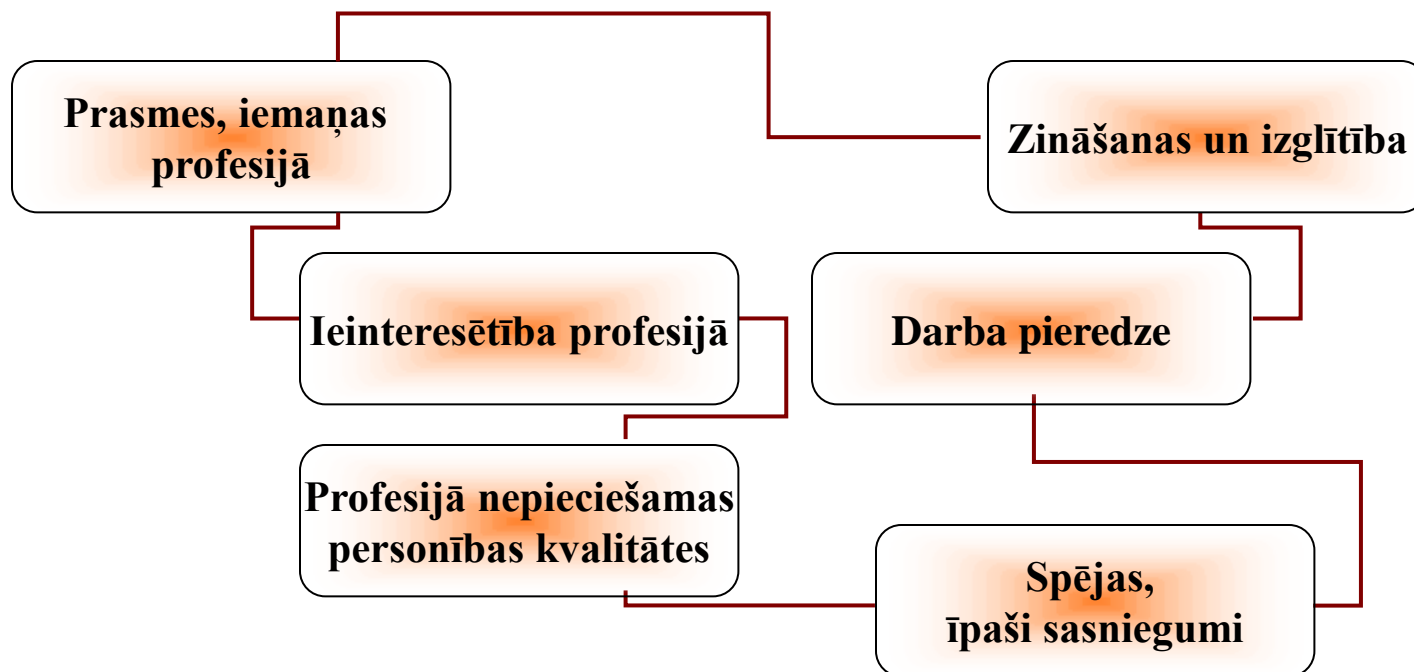 Prasmes, iemaņas
profesijā
Zināšanas un izglītība
Ieinteresētība profesijā
Darba pieredze
Profesijā nepieciešamas
personības kvalitātes
Spējas,
īpaši sasniegumi